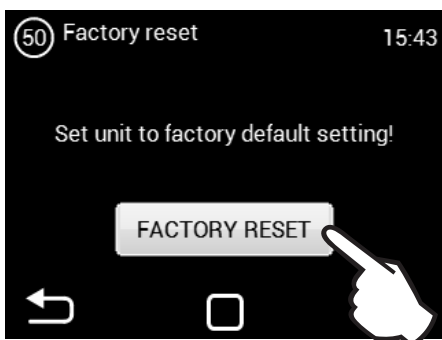 50 Factory reset 15:43
Set unit to factory default setting!
FACTORY RESET